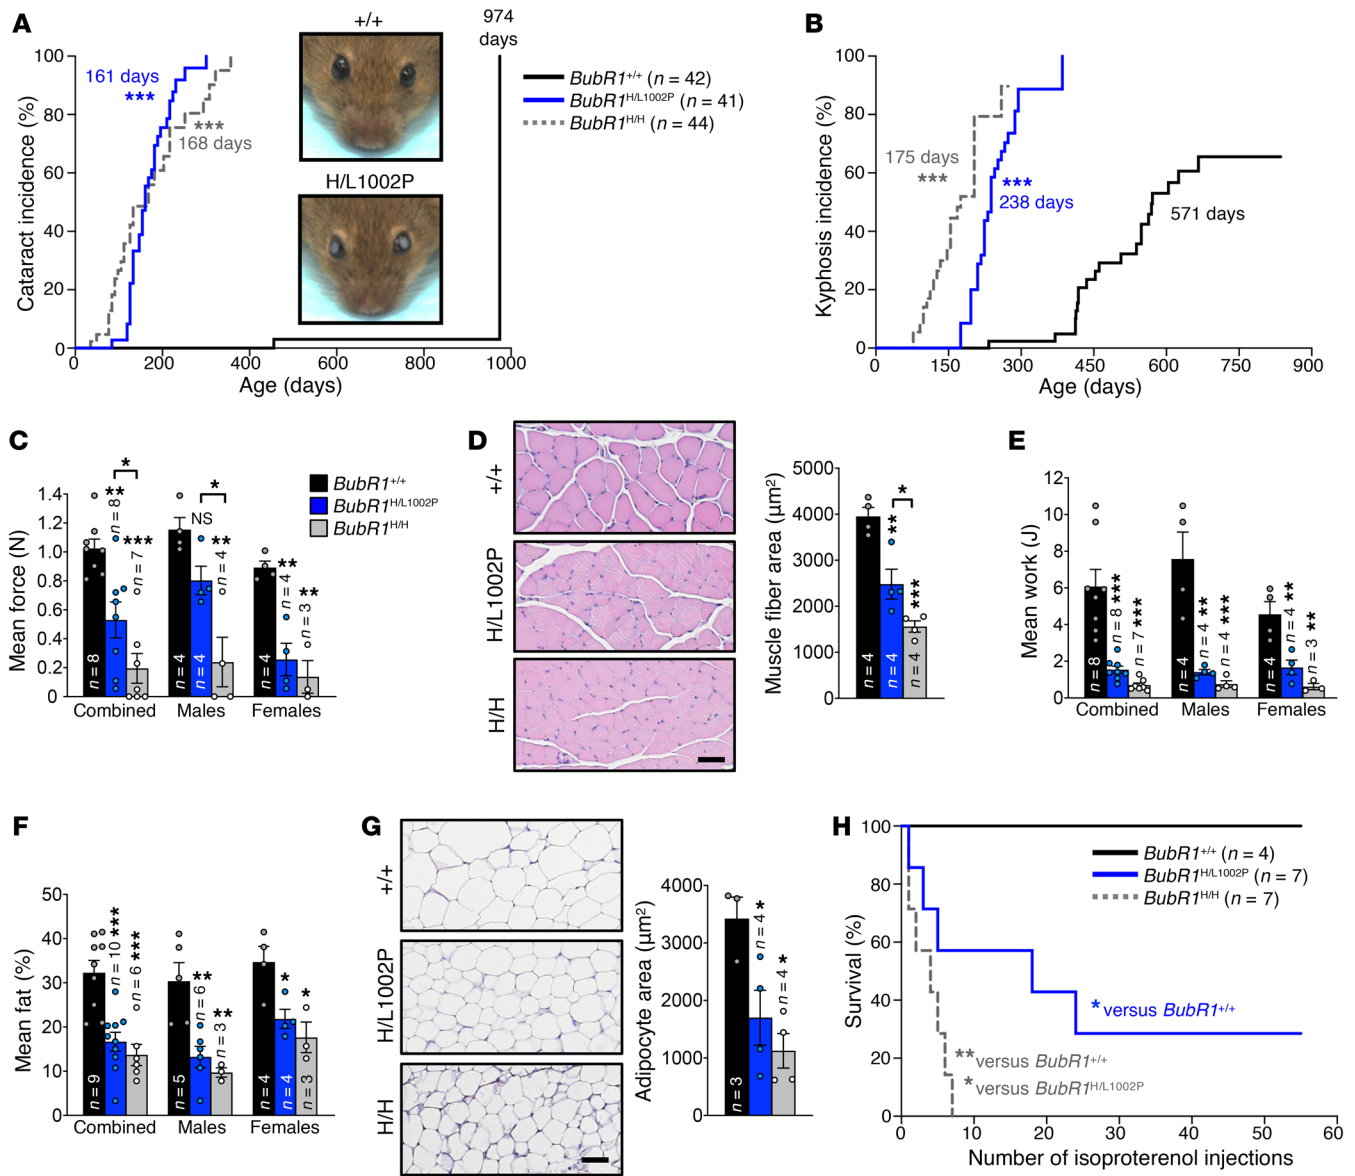 A
+/+
974
days
100
80
60
40
20
0
Cataract incidence (%)
161 days
***
***
168 days
H/L1002P
0
200
400
600
800
1000
Age (days)
BubR1+/+ (n = 42)
BubR1H/L1002P (n = 41)
BubR1H/H (n = 44)
B
100
80
60
40
20
0
Kyphosis incidence (%)
175 days
***
***
238 days
571 days
0
150
300
450
600
750
900
Age (days)
C
1.4
1.2
1.0
0.8
0.6
0.4
0.2
0
Mean force (N)
*
**
n = 8
***
n = 7
n = 8
*
NS
**
n = 4
n = 4
n = 4
**
n = 4
**
n = 3
n = 4
Combined
Males
Females
BubR1+/+
BubR1H/L1002P
BubR1H/H
D
+/+
H/L1002P
H/H
5000
4000
3000
2000
1000
0
Muscle fiber area (µm2)
*
**
***
n = 4
n = 4
n = 4
E
12
10
8
6
4
2
0
Mean work (J)
n = 8
n = 8 ***
n = 7 ***
n = 4
n = 4 **
n = 4 ***
n = 4
n = 4 **
n = 3 **
Combined
Males
Females
F
50
40
30
20
10
0
Mean fat (%)
n = 9
n = 10 ***
n = 6 ***
n = 5
n = 6
**
n = 3
**
n = 4
n = 4
*
n = 3
*
Combined
Males
Females
G
+/+
H/L1002P
H/H
4000
3000
2000
1000
0
Adipocyte area (µm2)
n = 3
n = 4
*
n = 4
*
H
100
80
60
40
20
0
Survival (%)
BubR1+/+ (n = 4)
BubR1H/L1002P (n = 7)
BubR1H/H (n = 7)
* versus BubR1+/+
** versus BubR1+/+
* versus BubR1H/L1002P
0
10
20
30
40
50
60
Number of isoproterenol injections